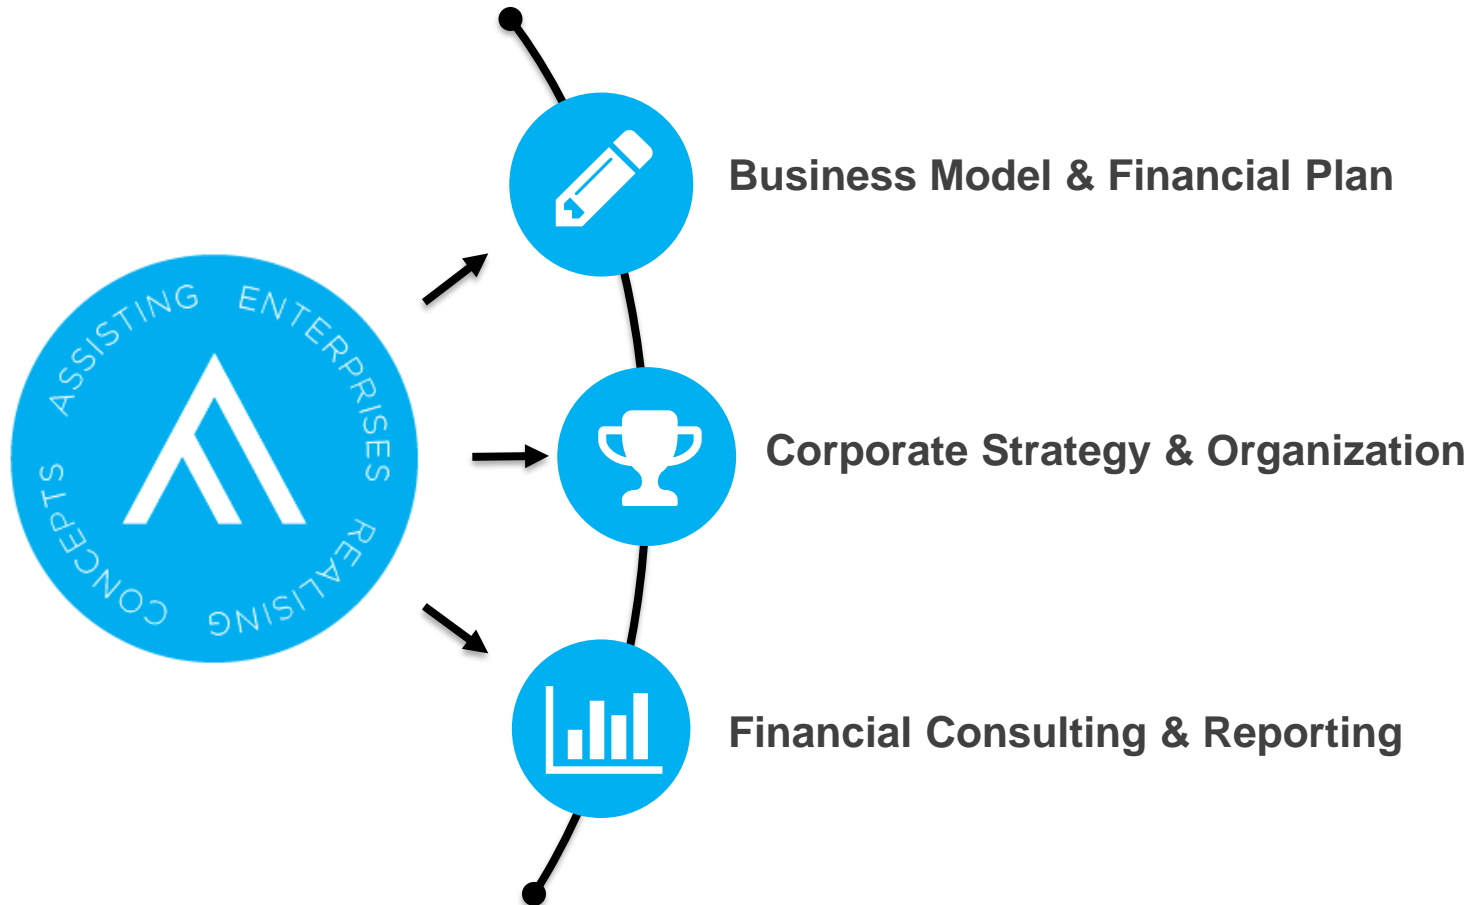 ASSISTING ENTERPRISES REALISING CONCEPTS
Business Model & Financial Plan
Corporate Strategy & Organization
Financial Consulting & Reporting